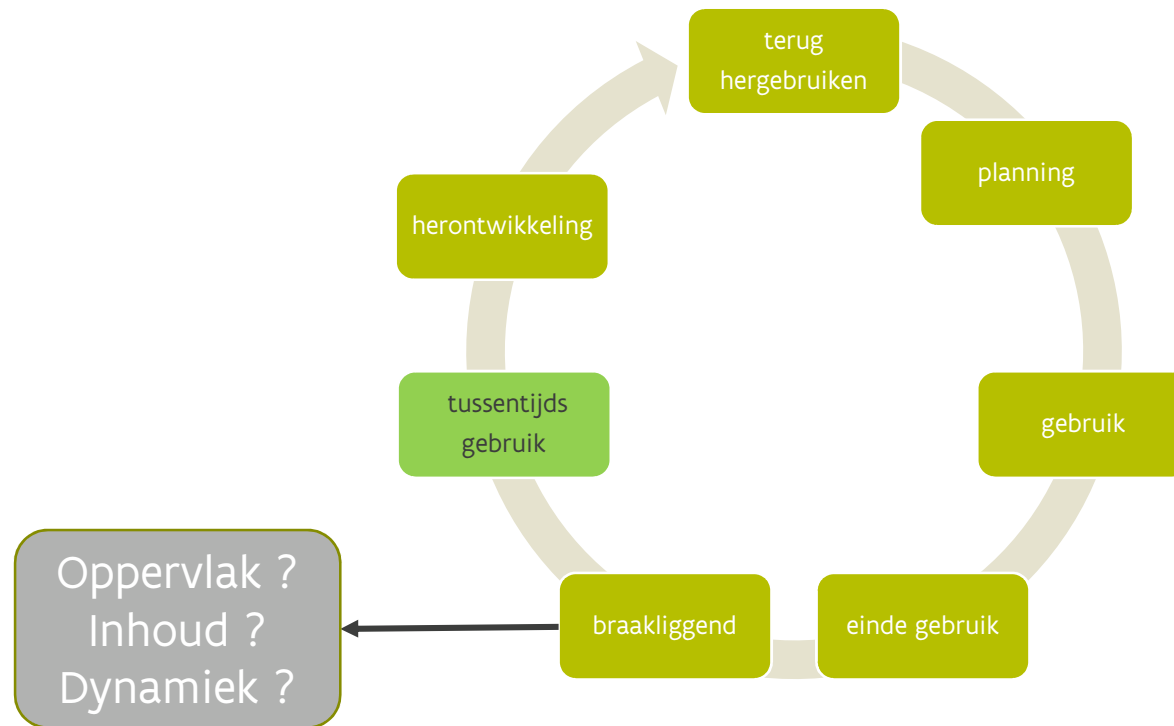 terug
hergebruiken
planning
herontwikkeling
tussentijds
gebruik
gebruik
Oppervlak ?
Inhoud ?
Dynamiek ?
braakliggend
einde gebruik